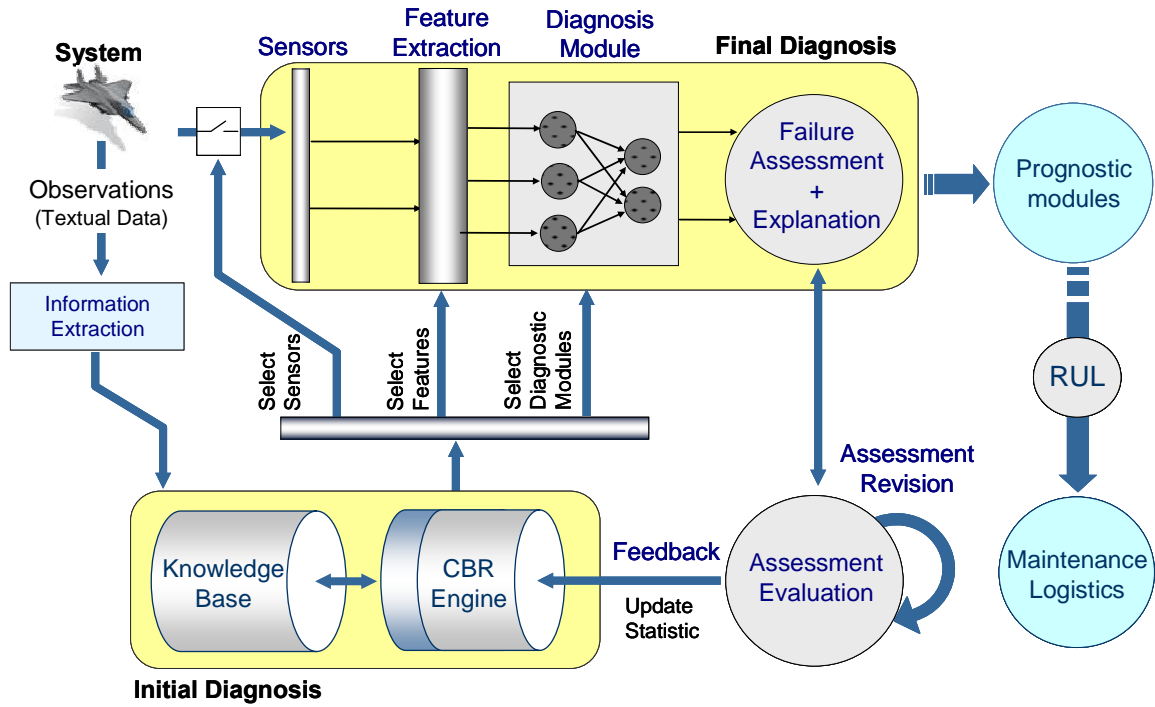 System
Sensors
Feature
Extraction
Diagnosis
Module
Final Diagnosis
Observations
(Textual Data)
Failure
Assessment
+
Explanation
Prognostic
modules
Information
Extraction
Select
Sensors
Select
Features
Select
Diagnostic
Modules
RUL
Assessment
Revision
Knowledge
Base
CBR
Engine
Feedback
Update
Statistic
Assessment
Evaluation
Maintenance
Logistics
Initial Diagnosis